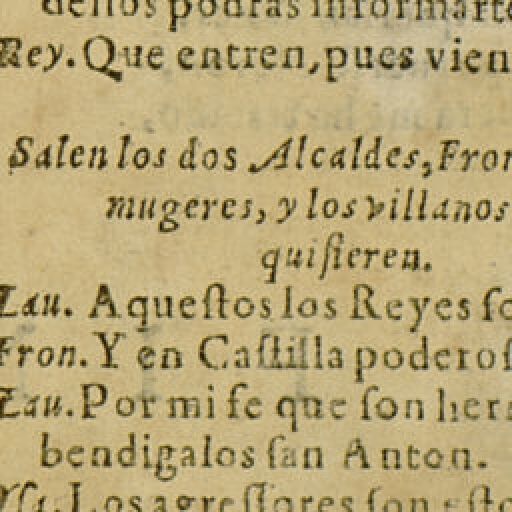 dellos podras informarte
Rey. Que entren, pues vien
Salen los dos Alcaldes, Fron
mugeres, y los villanos
quiſieren.
Lau. Aqueſtos los Reyes ſo
Fron. Y en Caſtilla poderoſ
Lau. Por mi fe que ſon herm
bendigalos ſan Anton.
Yſa. Los agreſſores ſon eſto